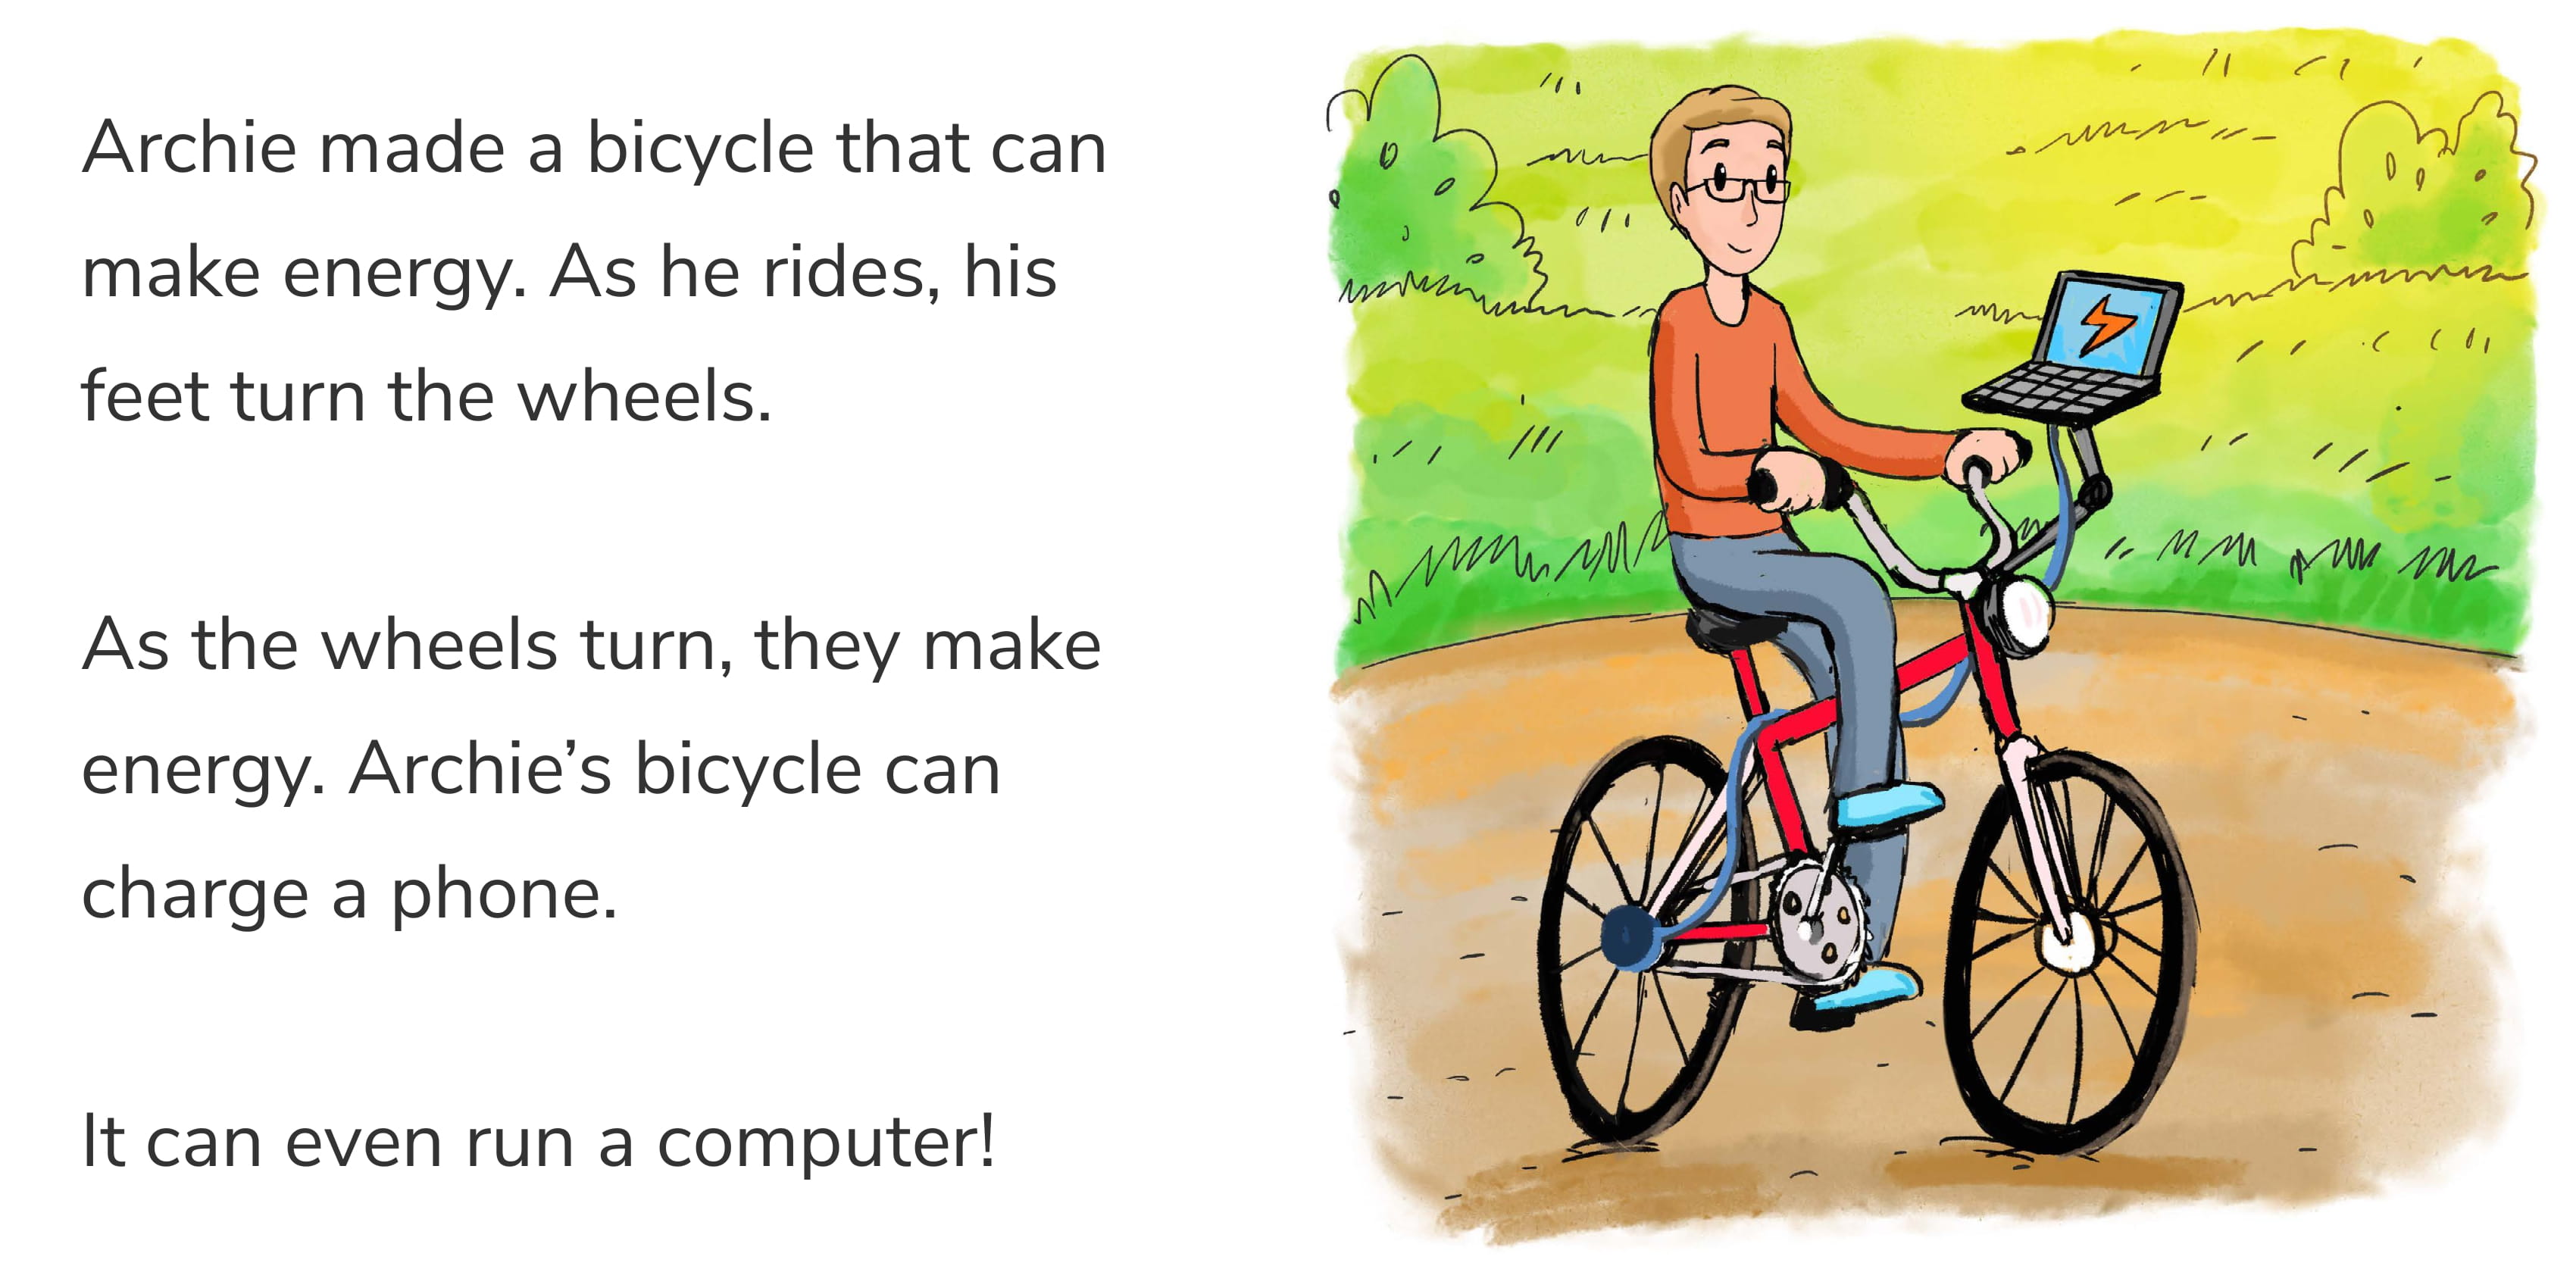 Archie made a bicycle that can
make energy. As he rides, his
feet turn the wheels.
As the wheels turn, they make
energy. Archie’s bicycle can
charge a phone.
It can even run a computer!